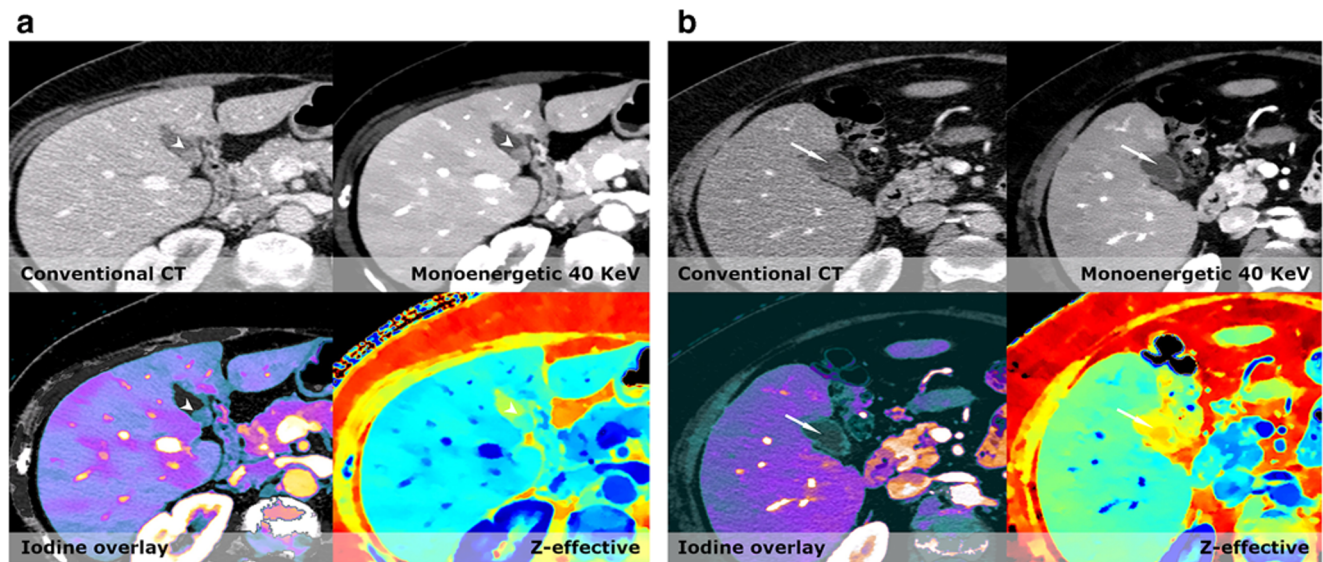 a
b
Conventional CT
Monoenergetic 40 KeV
Conventional CT
Monoenergetic 40 KeV
Iodine overlay
Z-effective
Iodine overlay
Z-effective